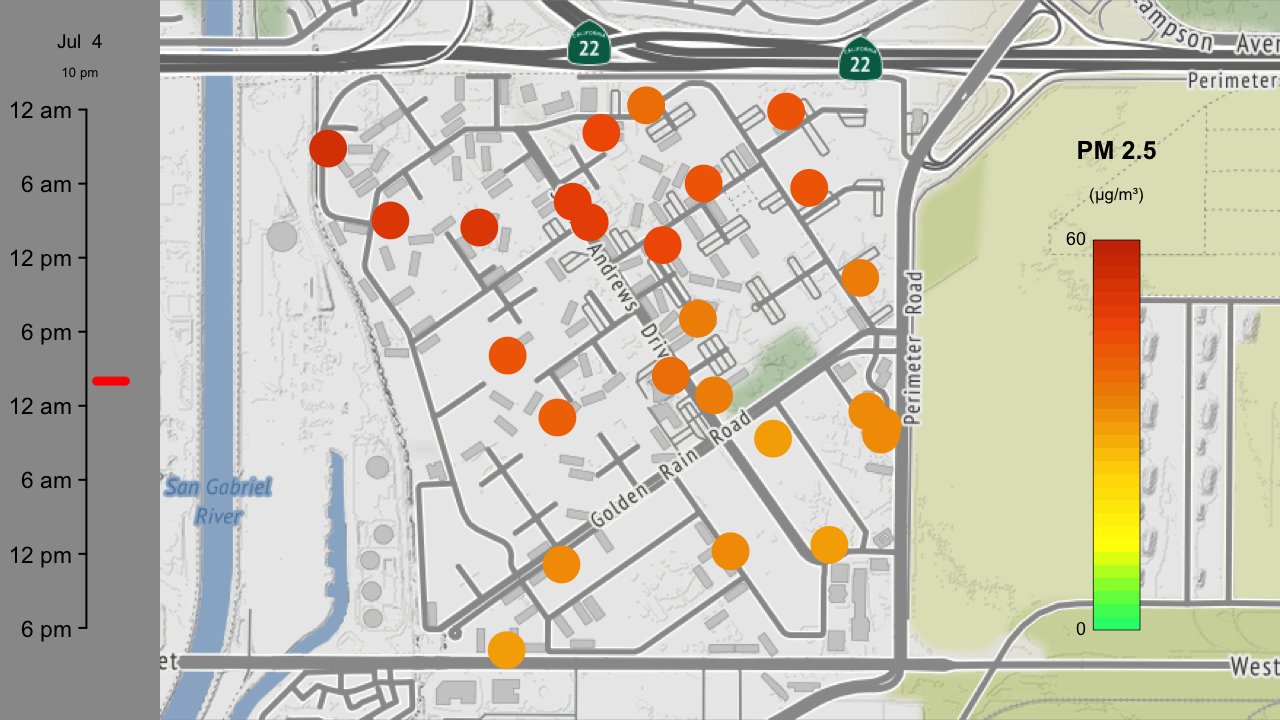 Jul 4
10 pm
12 am
6 am
12 pm
6 pm
12 am
6 am
12 pm
6 pm
CALIFORNIA
22
CALIFORNIA
22
ampson Aven
Perimeter
PM 2.5
(µg/m³)
60
0
Andrews Driv
Perimeter Road
Golden Rain Road
San Gabriel
River
et
West